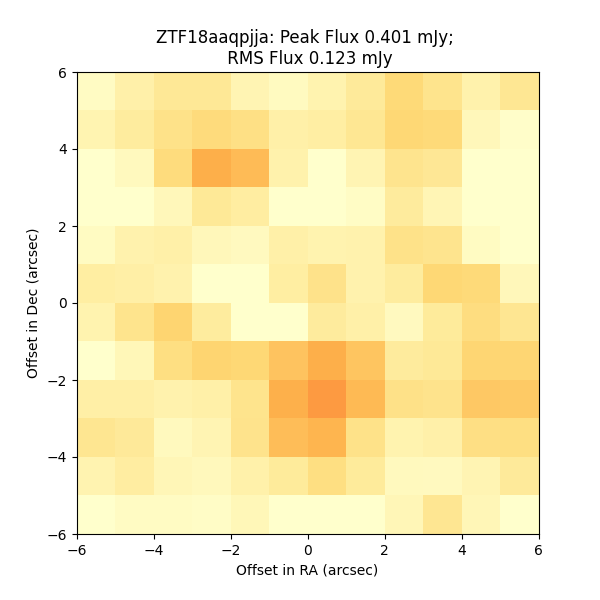 ZTF18aaqpjja: Peak Flux 0.401 mJy;
RMS Flux 0.123 mJy
6
4
2
0
−2
−4
−6
Offset in Dec (arcsec)
−6 −4 −2 0 2 4 6
Offset in RA (arcsec)